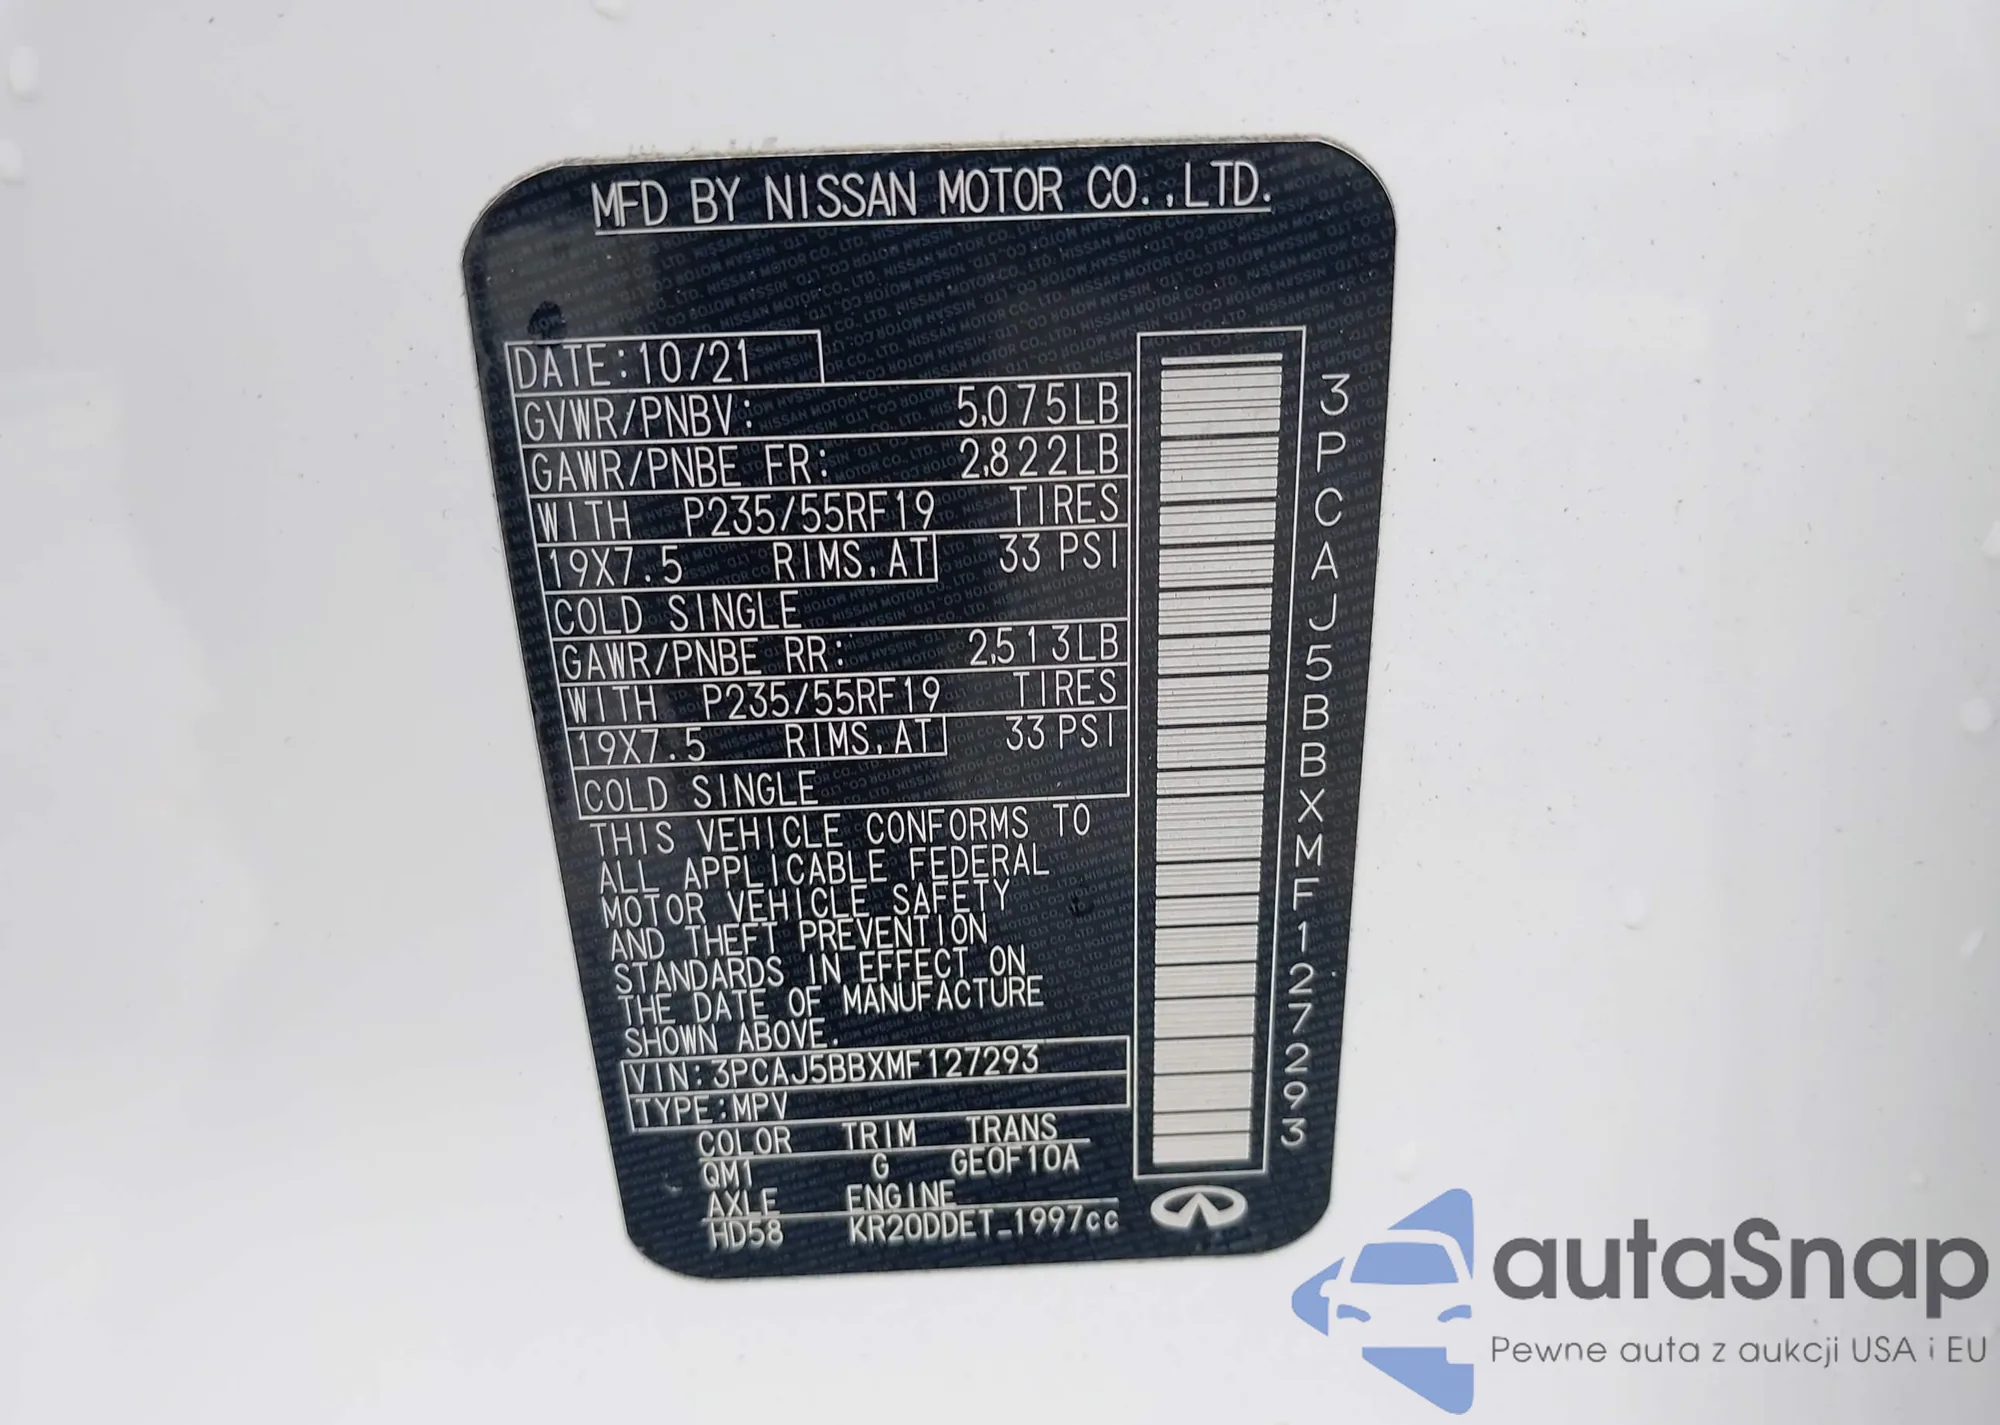 MFD BY NISSAN MOTOR CO.,LTD.
DATE:10/21
GVWR/PNBV: 5,075LB
GAWR/PNBE FR: 2,822LB
WITH P235/55RF19 TIRES
19X7.5 RIMS,AT 33 PSI
COLD SINGLE
GAWR/PNBE RR: 2,513LB
WITH P235/55RF19 TIRES
19X7.5 RIMS,AT 33 PSI
COLD SINGLE
THIS VEHICLE CONFORMS TO
ALL APPLICABLE FEDERAL
MOTOR VEHICLE SAFETY
AND THEFT PREVENTION
STANDARDS IN EFFECT ON
THE DATE OF MANUFACTURE
SHOWN ABOVE.
VIN:3PCAJ5BBXMF127293
TYPE:MPV
COLOR TRIM TRANS
QM1 G GE0F10A
AXLE ENGINE
HD58 KR20DDET_1997cc
3PCAJ5BBXMF127293
autaSnap
Pewne auta z aukcji USA i EU